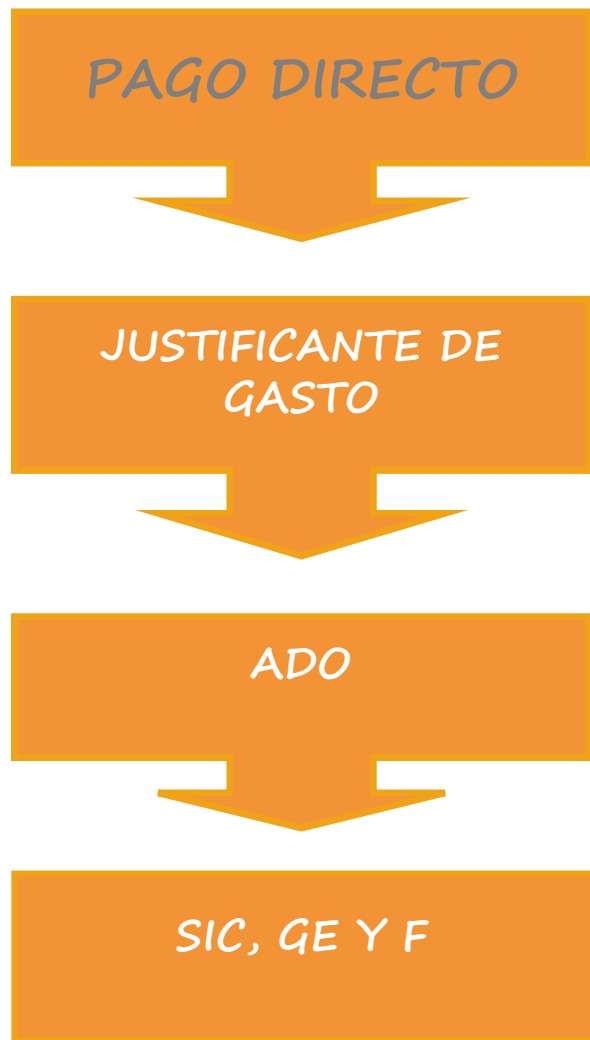 PAGO DIRECTO
JUSTIFICANTE DE
GASTO
ADO
SIC, GE Y F